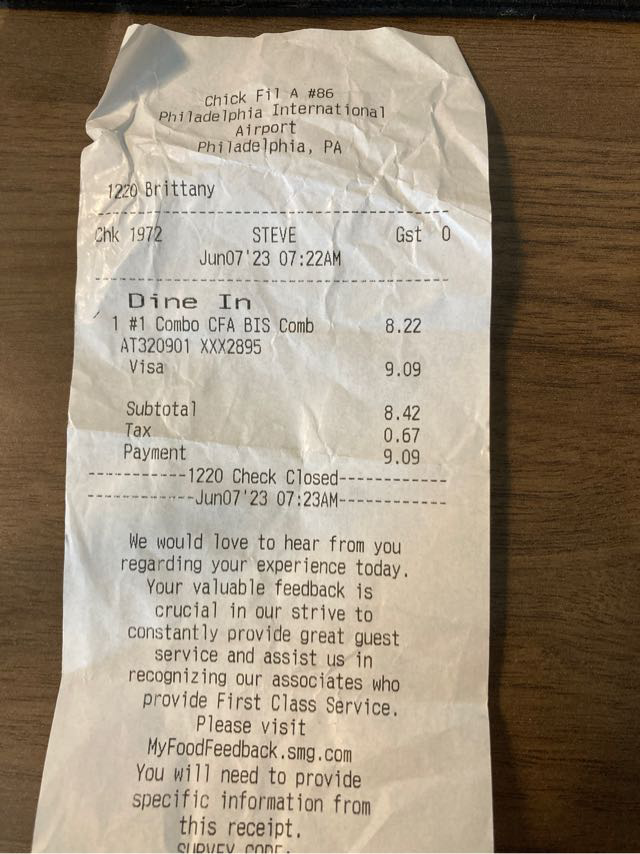 Chick Fil A #86
Philadelphia International
Airport
Philadelphia, PA
1220 Brittany
Chk 1972 STEVE Gst 0
Jun07'23 07:22AM
Dine In
1 #1 Combo CFA BIS Comb 8.22
AT320901 XXX2895
Visa 9.09
Subtotal 8.42
Tax 0.67
Payment 9.09
-----------1220 Check Closed------------
------------Jun07'23 07:23AM------------
We would love to hear from you
regarding your experience today.
Your valuable feedback is
crucial in our strive to
constantly provide great guest
service and assist us in
recognizing our associates who
provide First Class Service.
Please visit
MyFoodFeedback.smg.com
You will need to provide
specific information from
this receipt.
SURVEY CODE: